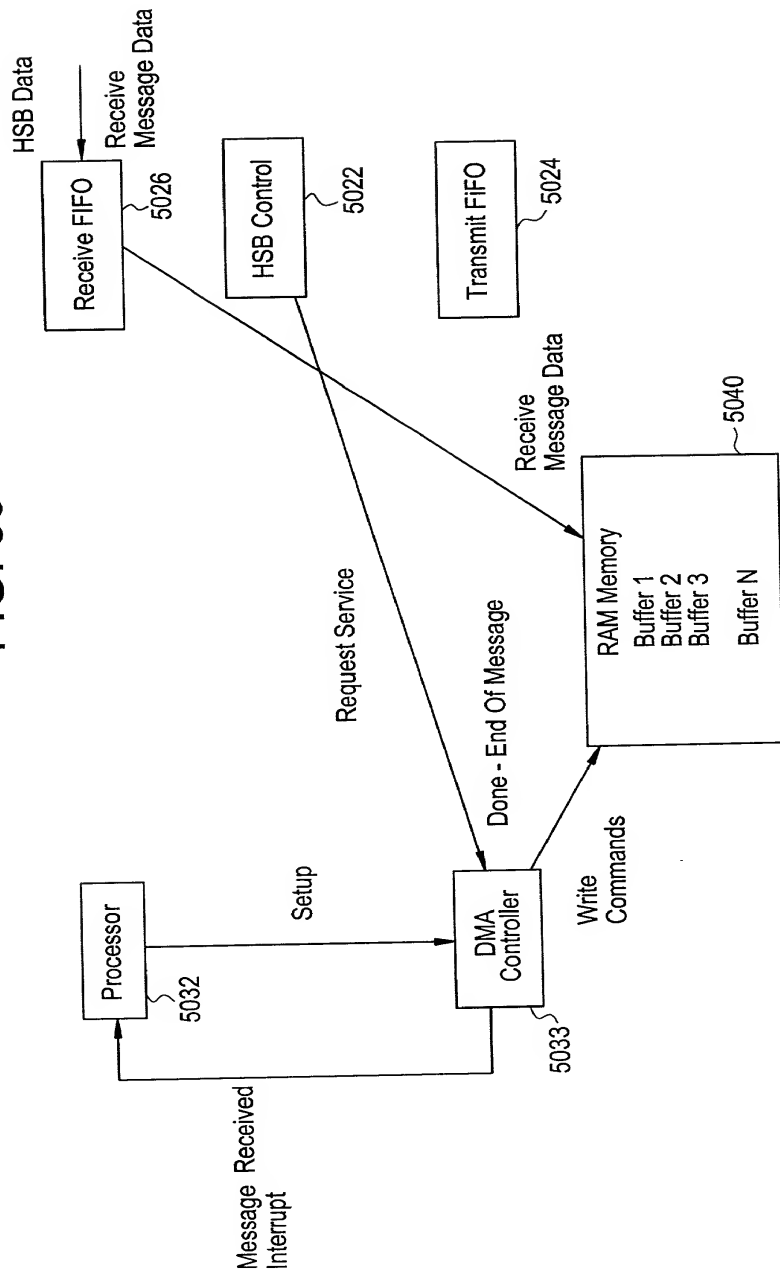 HSB Data
Receive FIFO
Receive
Message Data
5026
HSB Control
5022
Transmit FiFO
5024
Processor
5032
Setup
Request Service
Message Received
Interrupt
DMA
Controller
5033
Done - End Of Message
Write
Commands
Receive
Message Data
RAM Memory
Buffer 1
Buffer 2
Buffer 3
Buffer N
5040